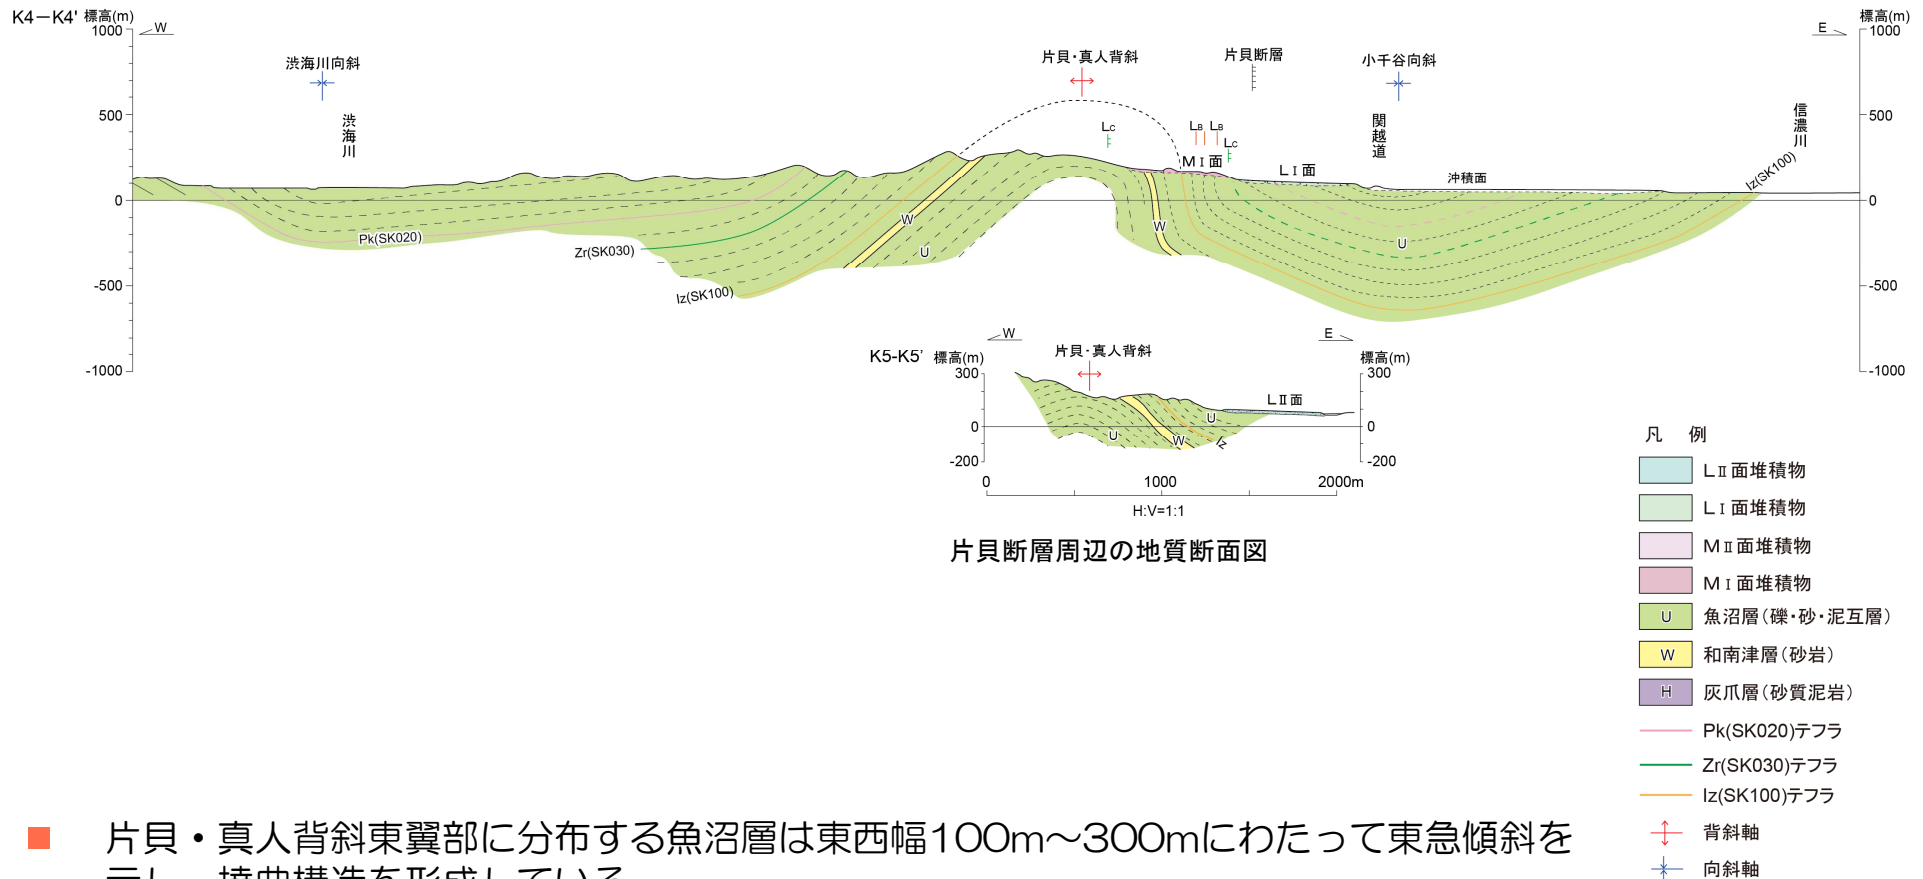 K4－K4'
標高(m)
標高(m)
1000
500
0
-500
-1000
1000
500
0
-500
-1000
W
E
渋海川向斜
渋海川
片貝・真人背斜
片貝断層
小千谷向斜
関越道
信濃川
LC
LB
LB
LC
MⅠ面
LⅠ面
沖積面
Iz(SK100)
Pk(SK020)
Zr(SK030)
Iz(SK100)
W
U
W
U
K5-K5'
標高(m)
W
片貝・真人背斜
E
標高(m)
300
0
-200
300
0
-200
LⅡ面
U
U
W
Iz
0 1000 2000m
H:V=1:1
片貝断層周辺の地質断面図
凡 例
LⅡ面堆積物
LⅠ面堆積物
MⅡ面堆積物
MⅠ面堆積物
U 魚沼層（礫・砂・泥互層）
W 和南津層（砂岩）
H 灰爪層（砂質泥岩）
Pk(SK020)テフラ
Zr(SK030)テフラ
Iz(SK100)テフラ
背斜軸
向斜軸
■ 片貝・真人背斜東翼部に分布する魚沼層は東西幅100m～300mにわたって東急傾斜を